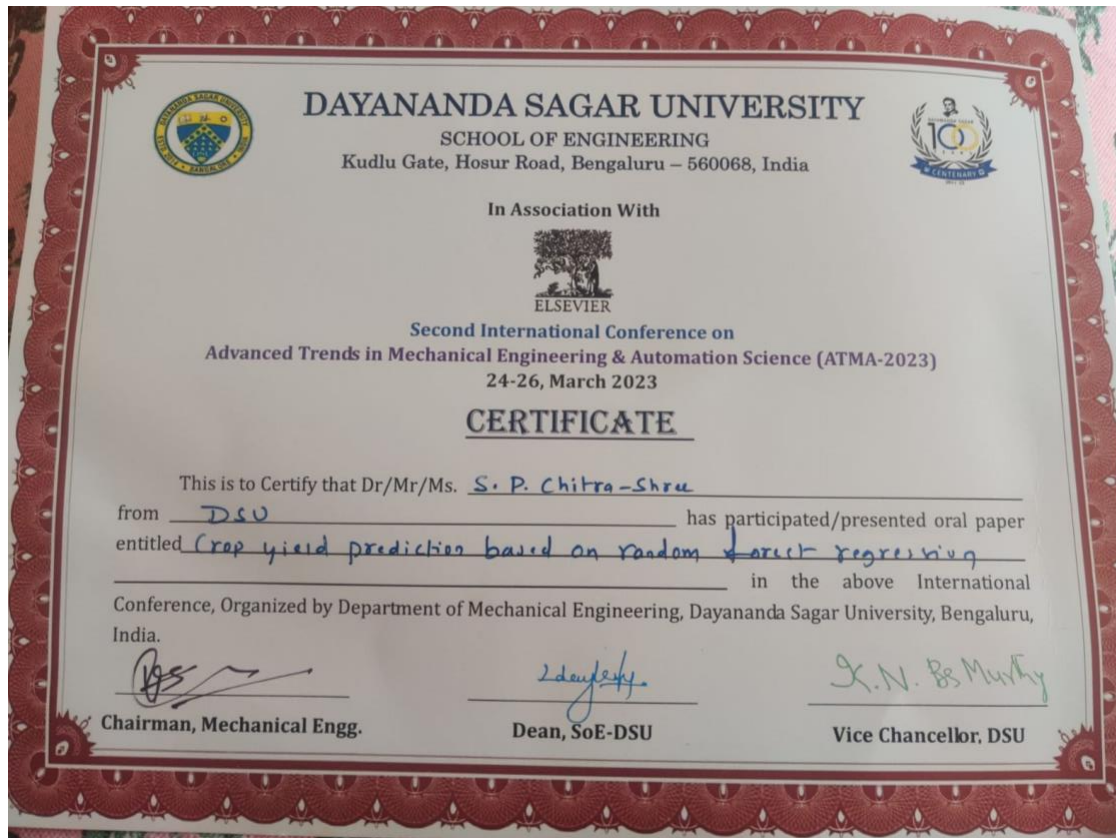 DAYANANDA SAGAR UNIVERSITY
SCHOOL OF ENGINEERING
Kudlu Gate, Hosur Road, Bengaluru – 560068, India
In Association With
ELSEVIER
Second International Conference on
Advanced Trends in Mechanical Engineering & Automation Science (ATMA-2023)
24-26, March 2023
CERTIFICATE
This is to Certify that Dr/Mr/Ms. S. P. Chitra-Shree
from DSU has participated/presented oral paper
entitled Crop yield prediction based on random forest regression
in the above International
Conference, Organized by Department of Mechanical Engineering, Dayananda Sagar University, Bengaluru,
India.
K.N. Bs Murthy
Chairman, Mechanical Engg. Dean, SoE-DSU Vice Chancellor, DSU